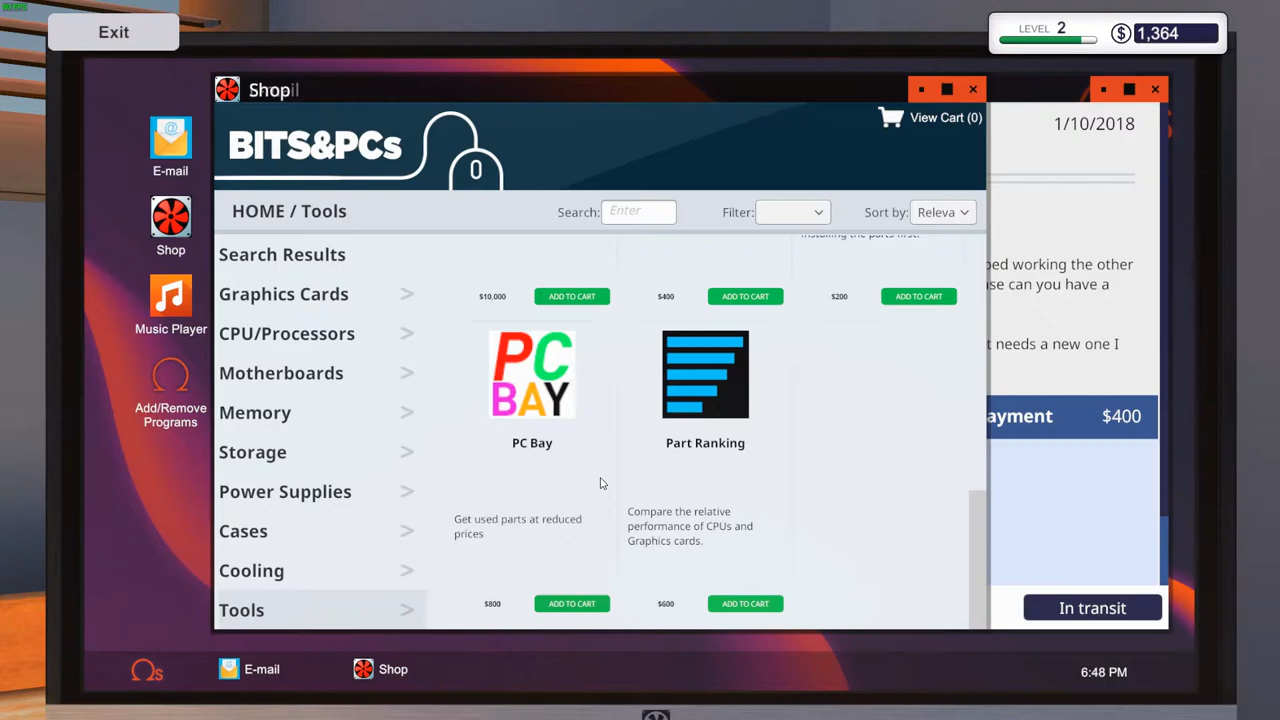 Exit
LEVEL 2
$ 1,364
Shop
1/10/2018
BITS&PCs
View Cart (0)
HOME / Tools
Search: Enter
Filter:
Sort by: Releva
E-mail
Shop
Music Player
Add/Remove
Programs
Search Results
Graphics Cards >
CPU/Processors >
Motherboards >
Memory >
Storage >
Power Supplies >
Cases >
Cooling >
Tools >
installing the parts first.
$10,000 ADD TO CART
$400 ADD TO CART
$200 ADD TO CART
PC
BAY
PC Bay
Get used parts at reduced
prices
$800 ADD TO CART
Part Ranking
Compare the relative
performance of CPUs and
Graphics cards.
$600 ADD TO CART
ped working the other
se can you have a
t needs a new one I
ayment $400
In transit
E-mail
Shop
6:48 PM